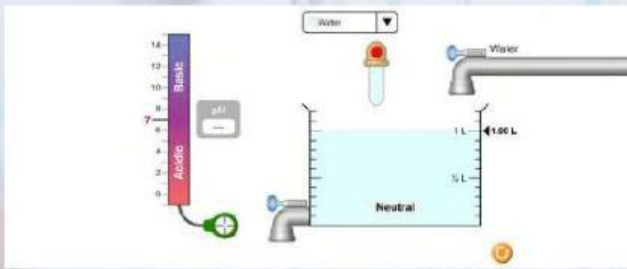 Water
Water
14
12
10
8
7
6
4
2
0
Basic
Acidic
pH
—
1 L
1.00 L
½ L
Neutral